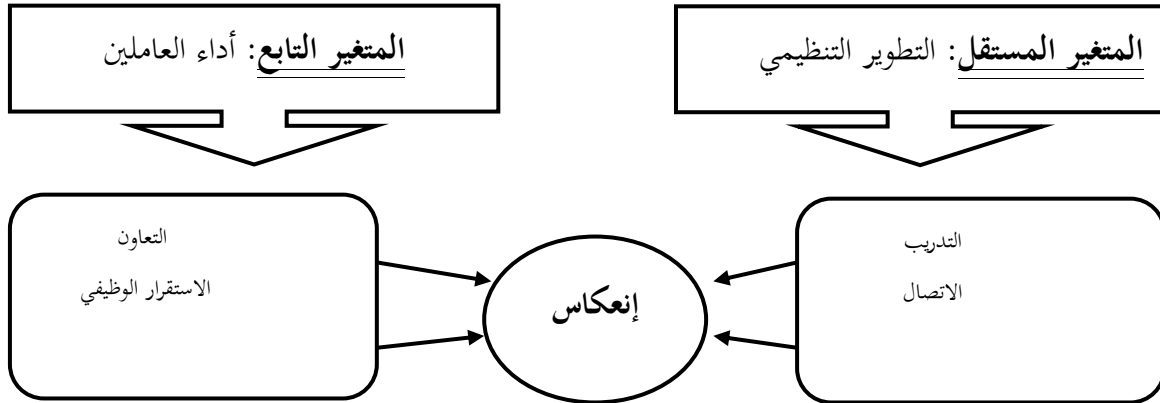 المتغير المستقل: التطوير التنظيمي
المتغير التابع: أداء العاملين
التدريب
الاتصال
إنعكاس
التعاون
الاستقرار الوظيفي